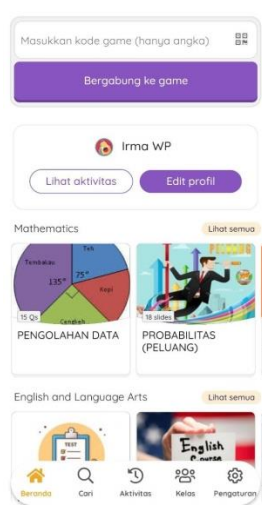 Masukkan kode game (hanya angka)
Bergabung ke game
Irma WP
Lihat aktivitas
Edit profil
Mathematics
Lihat semua
Teh
Tembakau
135°
75°
Kopi
Cengkeh
15 Qs
18 slides
PENGOLAHAN DATA
PROBABILITAS
(PELUANG)
English and Language Arts
Lihat semua
TEST
English
Course
Beranda
Cari
Aktivitas
Kelas
Pengaturan